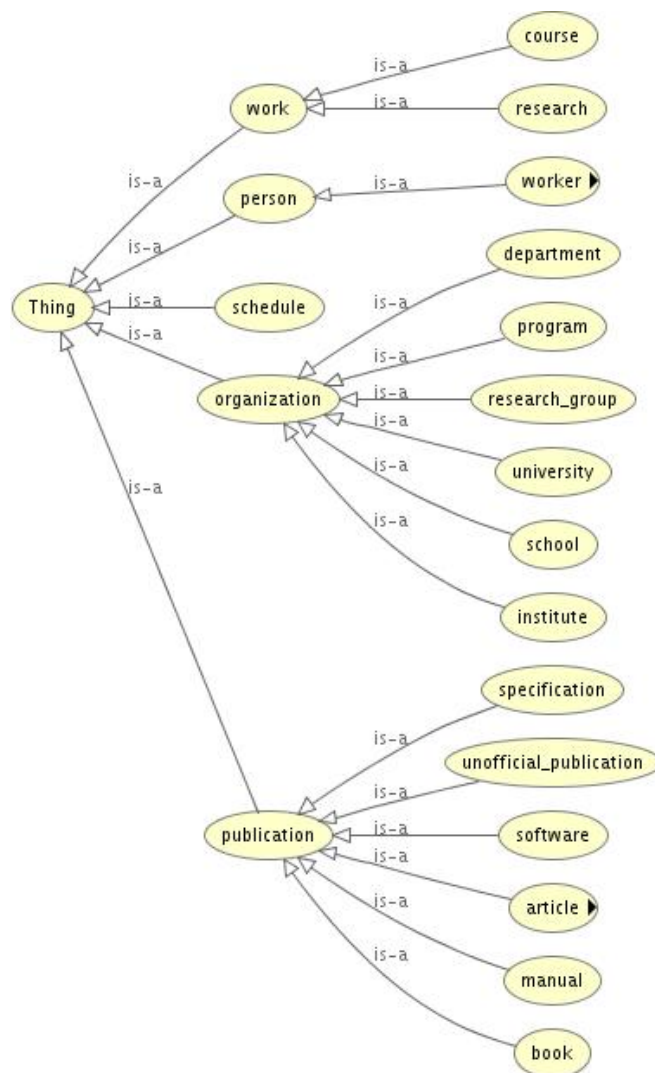 course
is-a
work
is-a
research
is-a
is-a
worker
person
is-a
department
Thing
is-a
schedule
is-a
is-a
program
is-a
organization
is-a
research_group
is-a
university
is-a
is-a
school
is-a
institute
specification
is-a
unofficial_publication
is-a
publication
is-a
software
is-a
article
is-a
manual
is-a
book